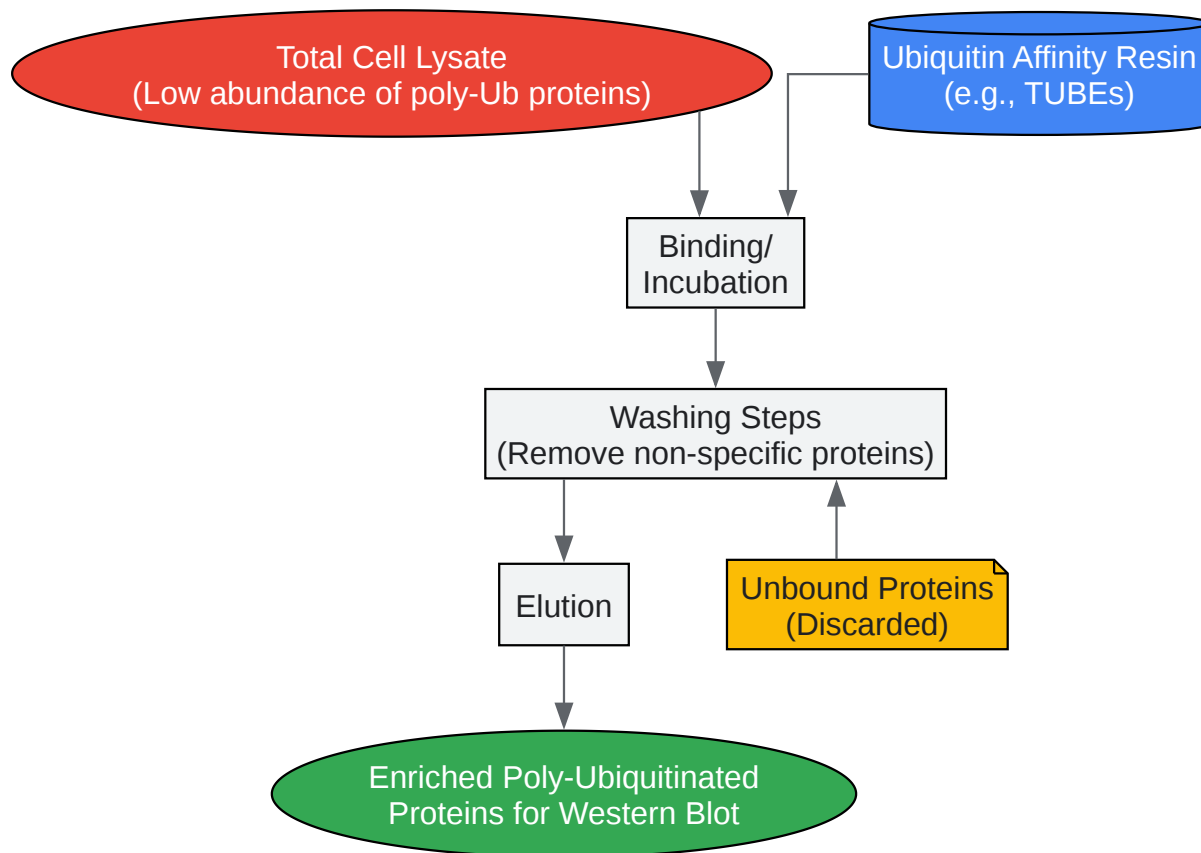 Total Cell Lysate
(Low abundance of poly-Ub proteins)
Ubiquitin Affinity Resin
(e.g., TUBEs)
Binding/
Incubation
Washing Steps
(Remove non-specific proteins)
Elution
Unbound Proteins
(Discarded)
Enriched Poly-Ubiquitinated
Proteins for Western Blot